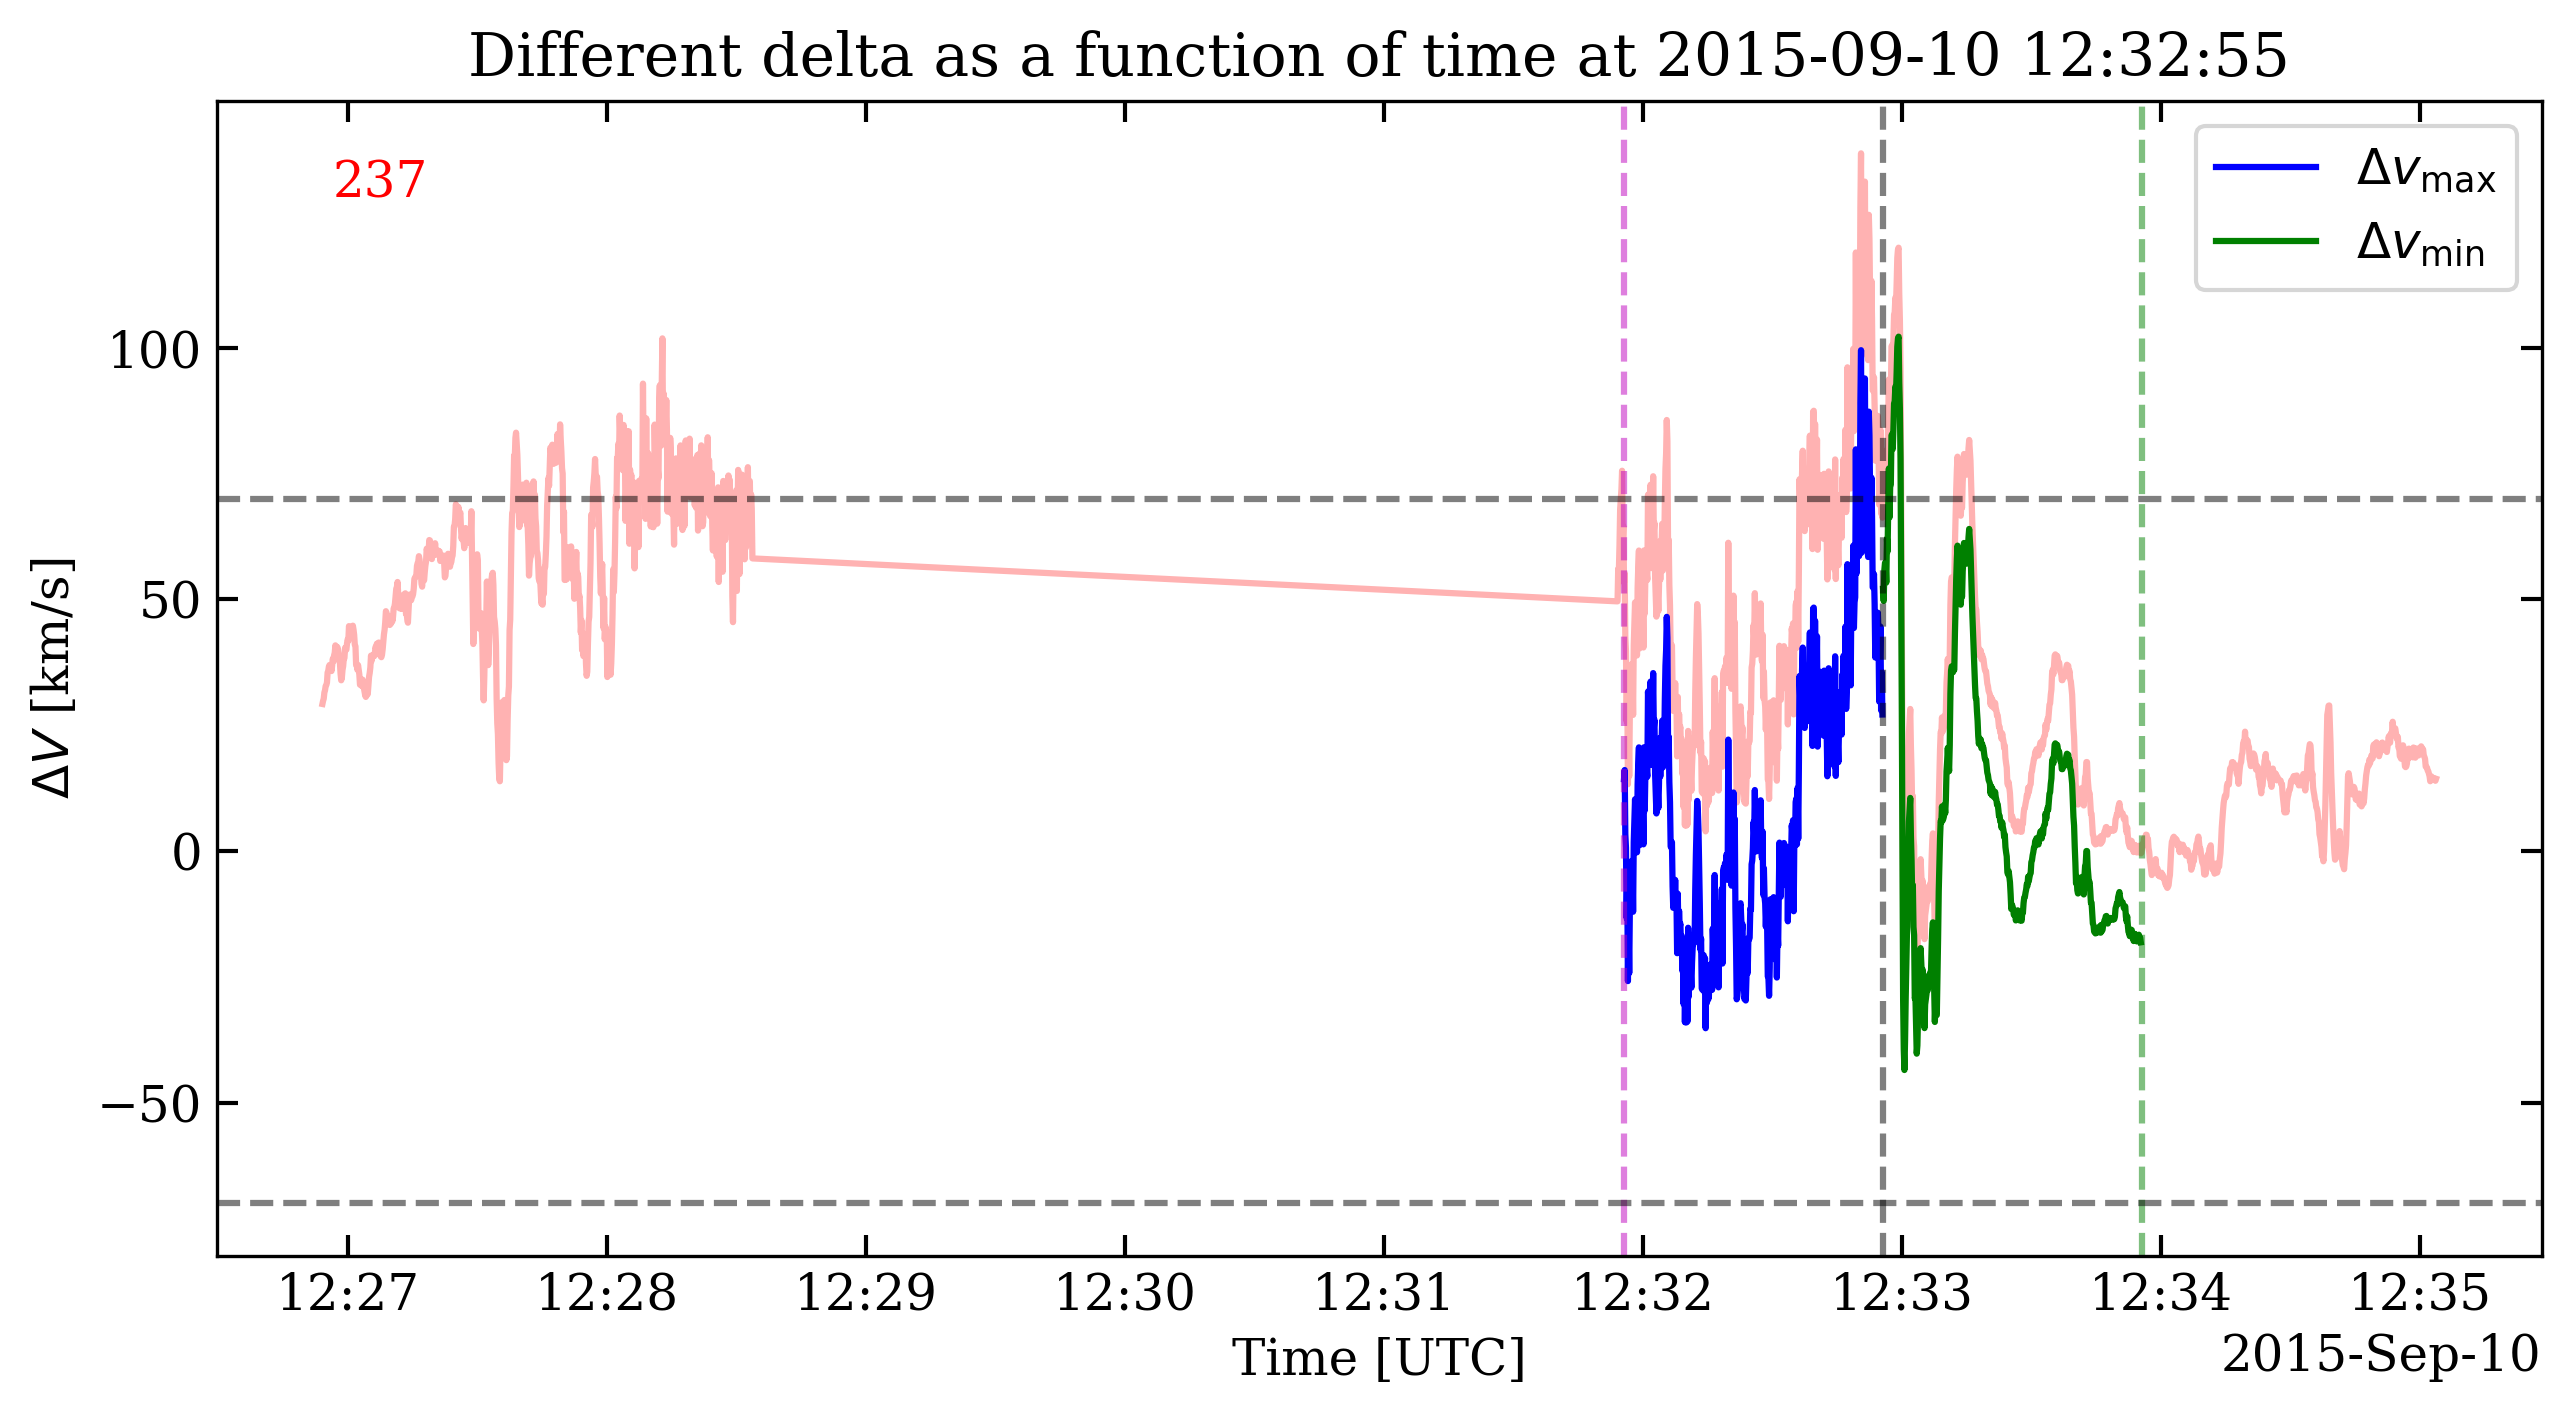 Different delta as a function of time at 2015-09-10 12:32:55
237
Δv_max
Δv_min
ΔV [km/s]
100
50
0
−50
12:27 12:28 12:29 12:30 12:31 12:32 12:33 12:34 12:35
Time [UTC]
2015-Sep-10